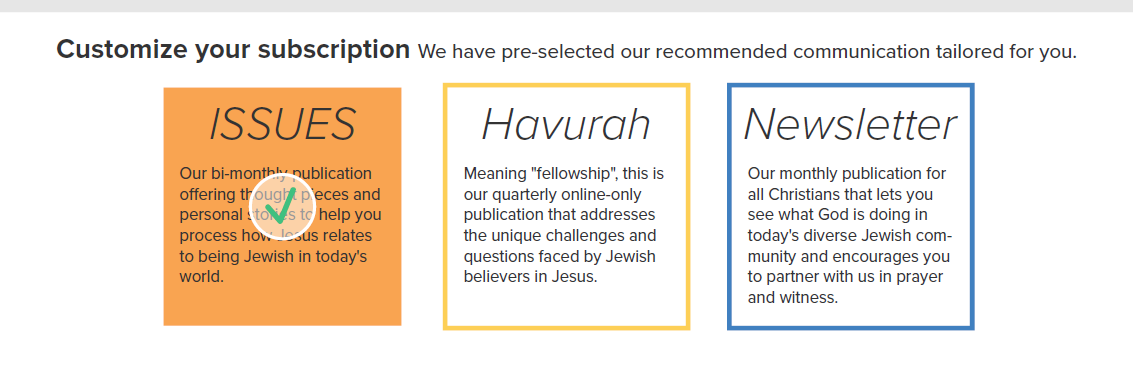 Customize your subscription We have pre-selected our recommended communication tailored for you.
ISSUES
Our bi-monthly publication
offering thought pieces and
personal stories to help you
process how Jesus relates
to being Jewish in today's
world.
Havurah
Meaning "fellowship", this is
our quarterly online-only
publication that addresses
the unique challenges and
questions faced by Jewish
believers in Jesus.
Newsletter
Our monthly publication for
all Christians that lets you
see what God is doing in
today's diverse Jewish com-
munity and encourages you
to partner with us in prayer
and witness.